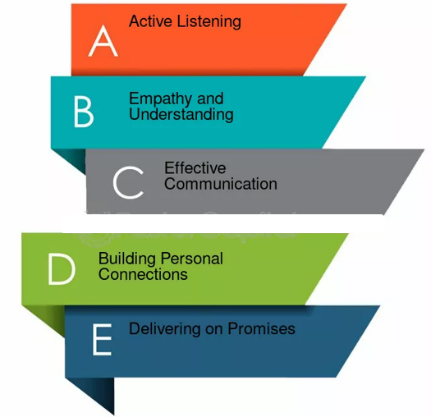 A
Active Listening
B
Empathy and
Understanding
C
Effective
Communication
D
Building Personal
Connections
E
Delivering on Promises